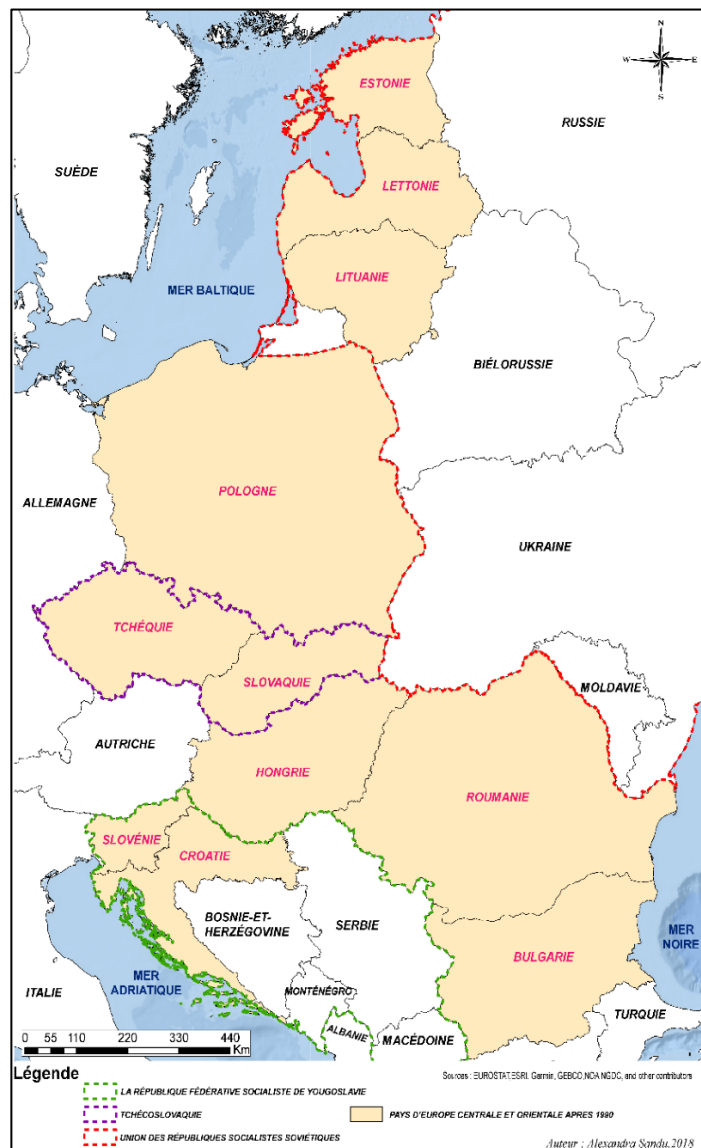 N
W E
S
ESTONIE
RUSSIE
SUÈDE
LETTONIE
LITUANIE
MER BALTIQUE
BIÉLORUSSIE
POLOGNE
ALLEMAGNE
UKRAINE
TCHÉQUIE
SLOVAQUIE
MOLDAVIE
AUTRICHE
HONGRIE
ROUMANIE
SLOVÉNIE
CROATIE
BOSNIE-ET-
HERZÉGOVINE
SERBIE
MER
NOIRE
BULGARIE
MER
ADRIATIQUE
ITALIE
MONTÉNÉGRO
TURQUIE
ALBANIE
MACÉDOINE
0 55 110 220 330 440
Km
Légende
Sources : EUROSTAT,ESRI, Garmin, GEBCO,NOA NGDC, and other contributors
LA RÉPUBLIQUE FÉDÉRATIVE SOCIALISTE DE YOUGOSLAVIE
TCHÉCOSLOVAQUIE
PAYS D'EUROPE CENTRALE ET ORIENTALE APRES 1990
UNION DES RÉPUBLIQUES SOCIALISTES SOVIÉTIQUES
Auteur : Alexandra Sandu,2018